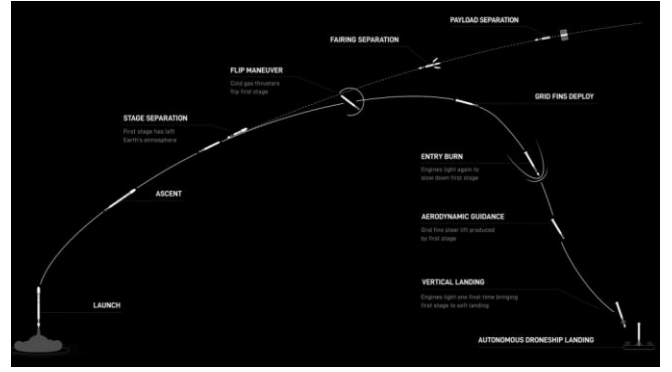 PAYLOAD SEPARATION
FAIRING SEPARATION
FLIP MANEUVER
Cold gas thrusters
flip first stage
GRID FINS DEPLOY
STAGE SEPARATION
First stage has left
Earth's atmosphere
ENTRY BURN
Engines light again to
slow down first stage
ASCENT
AERODYNAMIC GUIDANCE
Grid fins steer lift produced
by first stage
VERTICAL LANDING
Engines light one final time bringing
first stage to soft landing
LAUNCH
AUTONOMOUS DRONESHIP LANDING